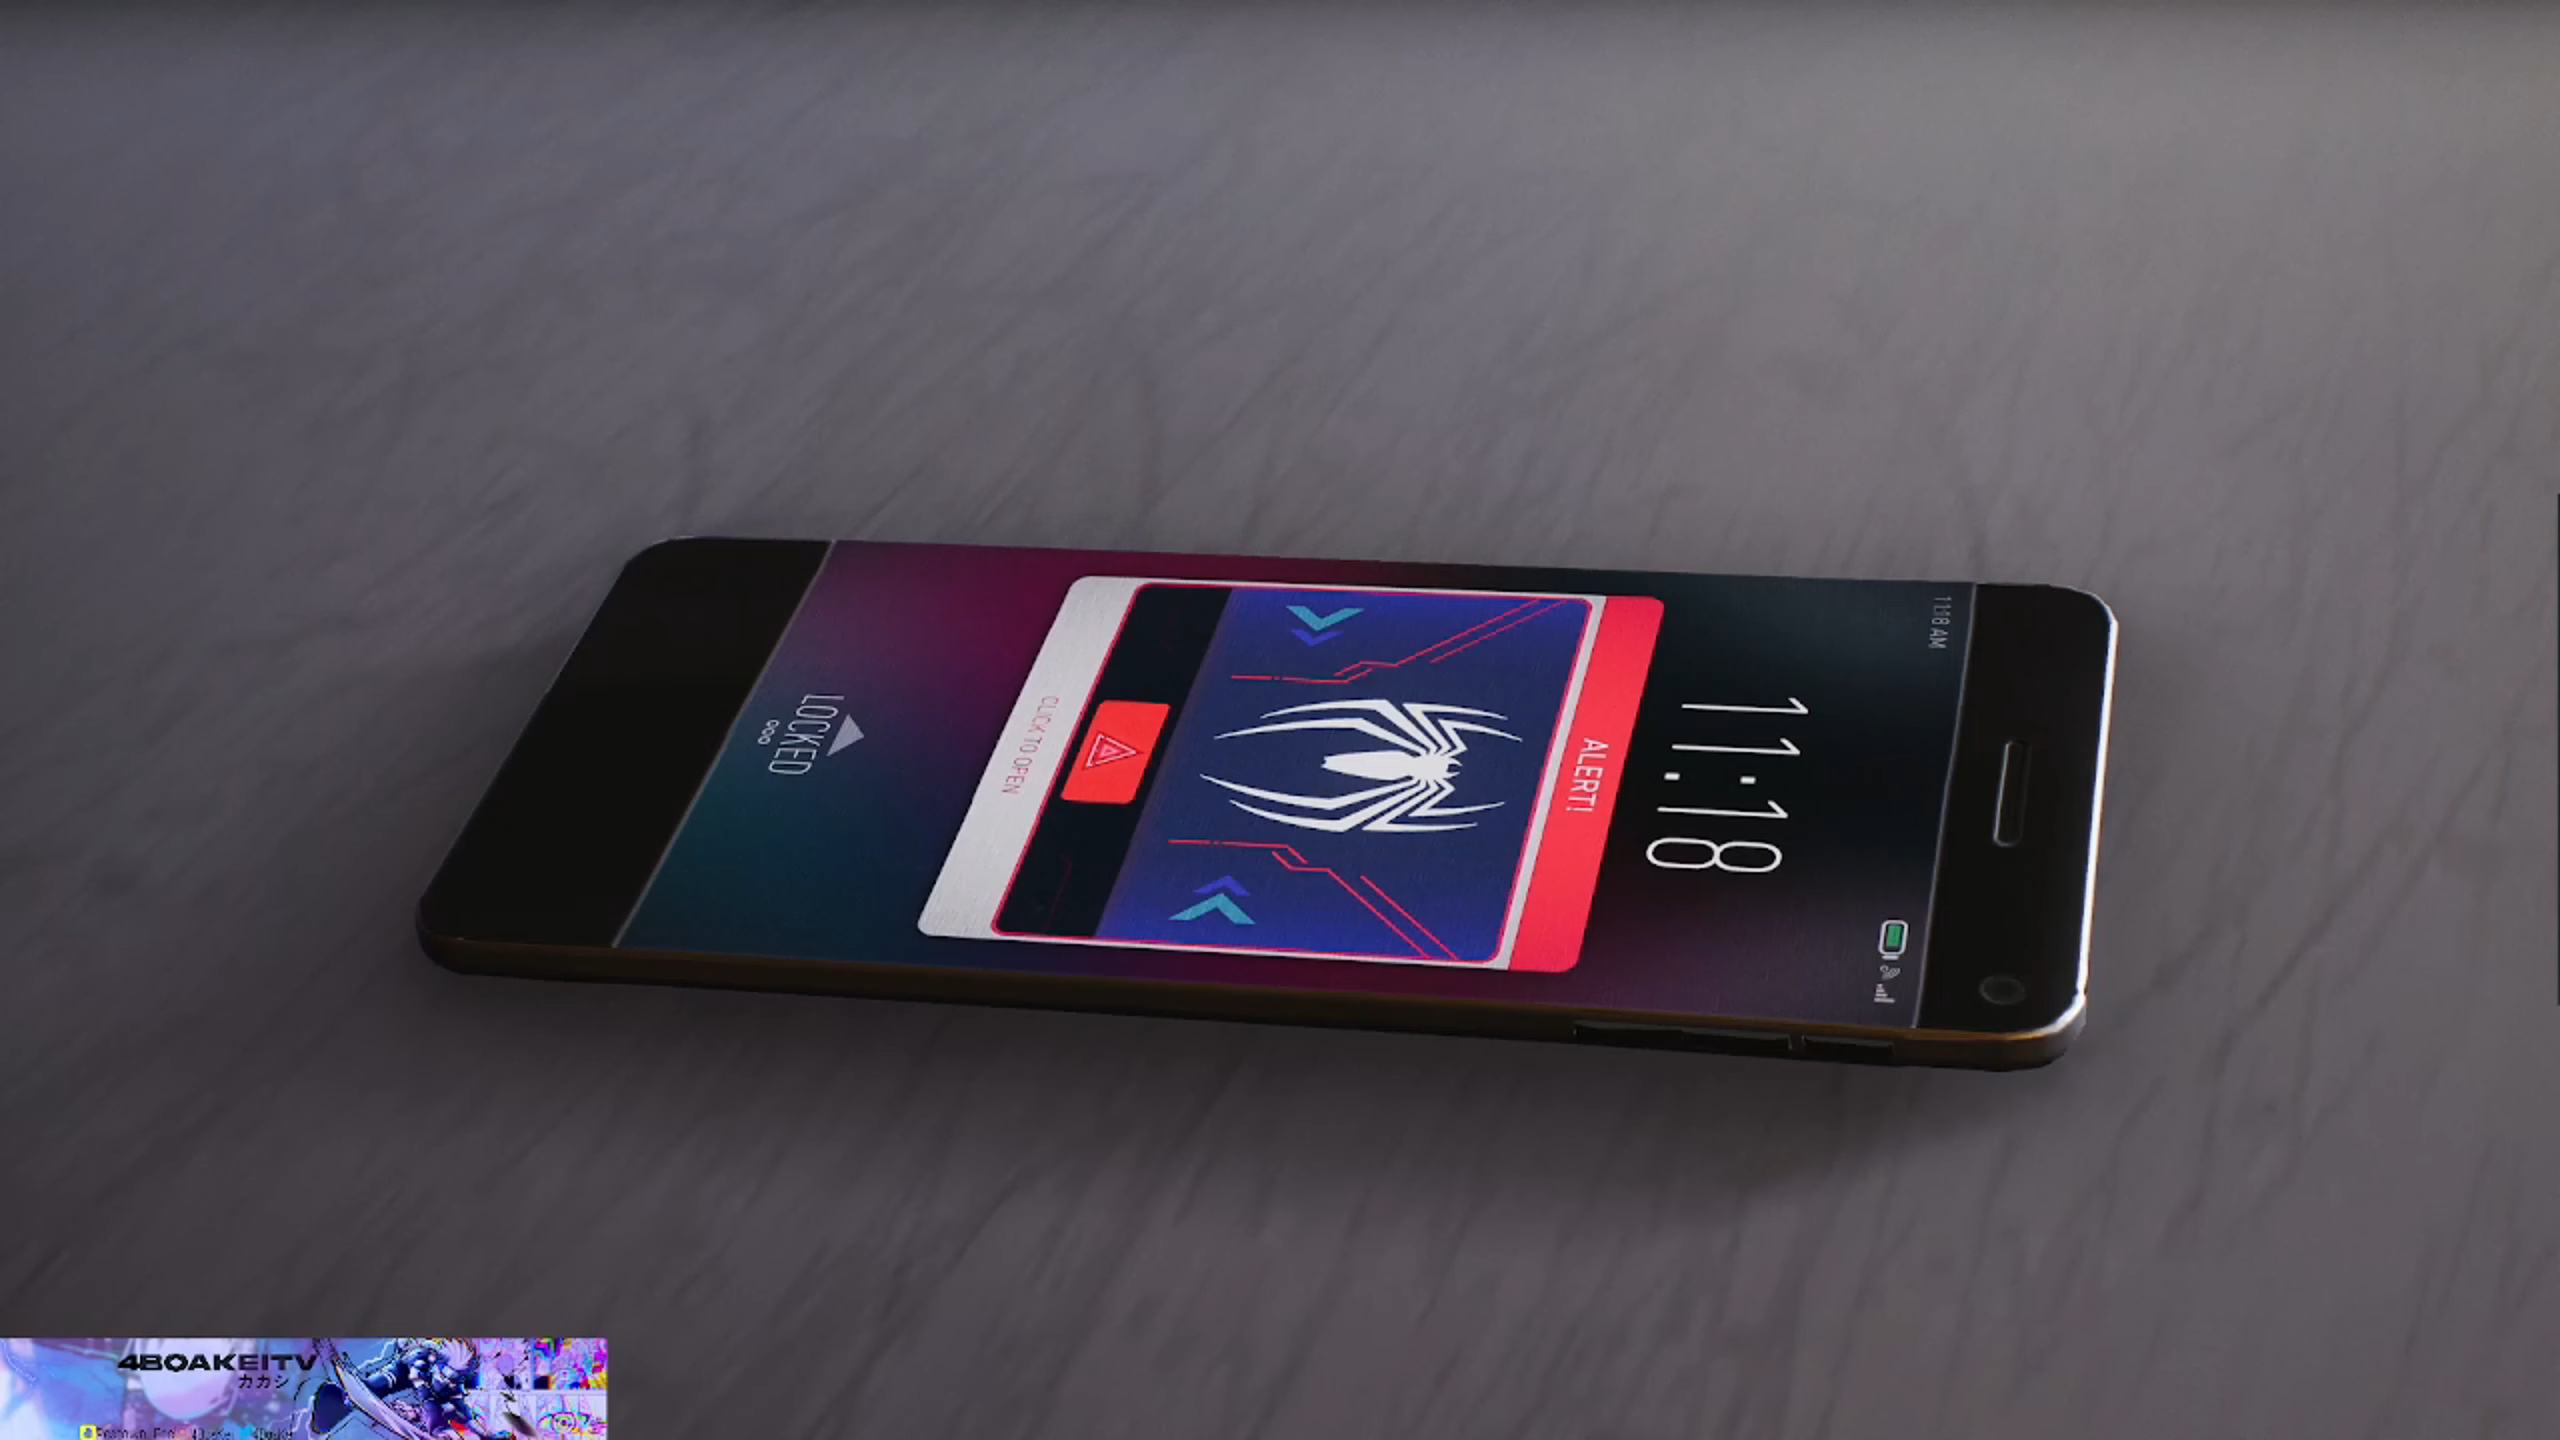 11:18 AM
11:18
ALERT!
CLICK TO OPEN
LOCKED
4BOAKEITV
カカシ